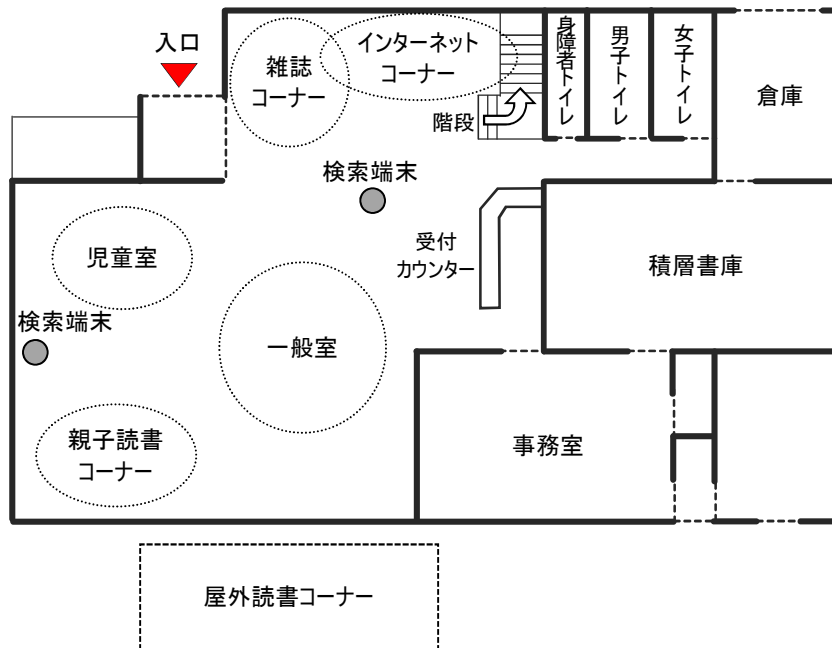 入口
雑誌
コーナー
インターネット
コーナー
階段
身障者トイレ
男子トイレ
女子トイレ
倉庫
検索端末
受付
カウンター
積層書庫
児童室
検索端末
一般室
親子読書
コーナー
事務室
屋外読書コーナー